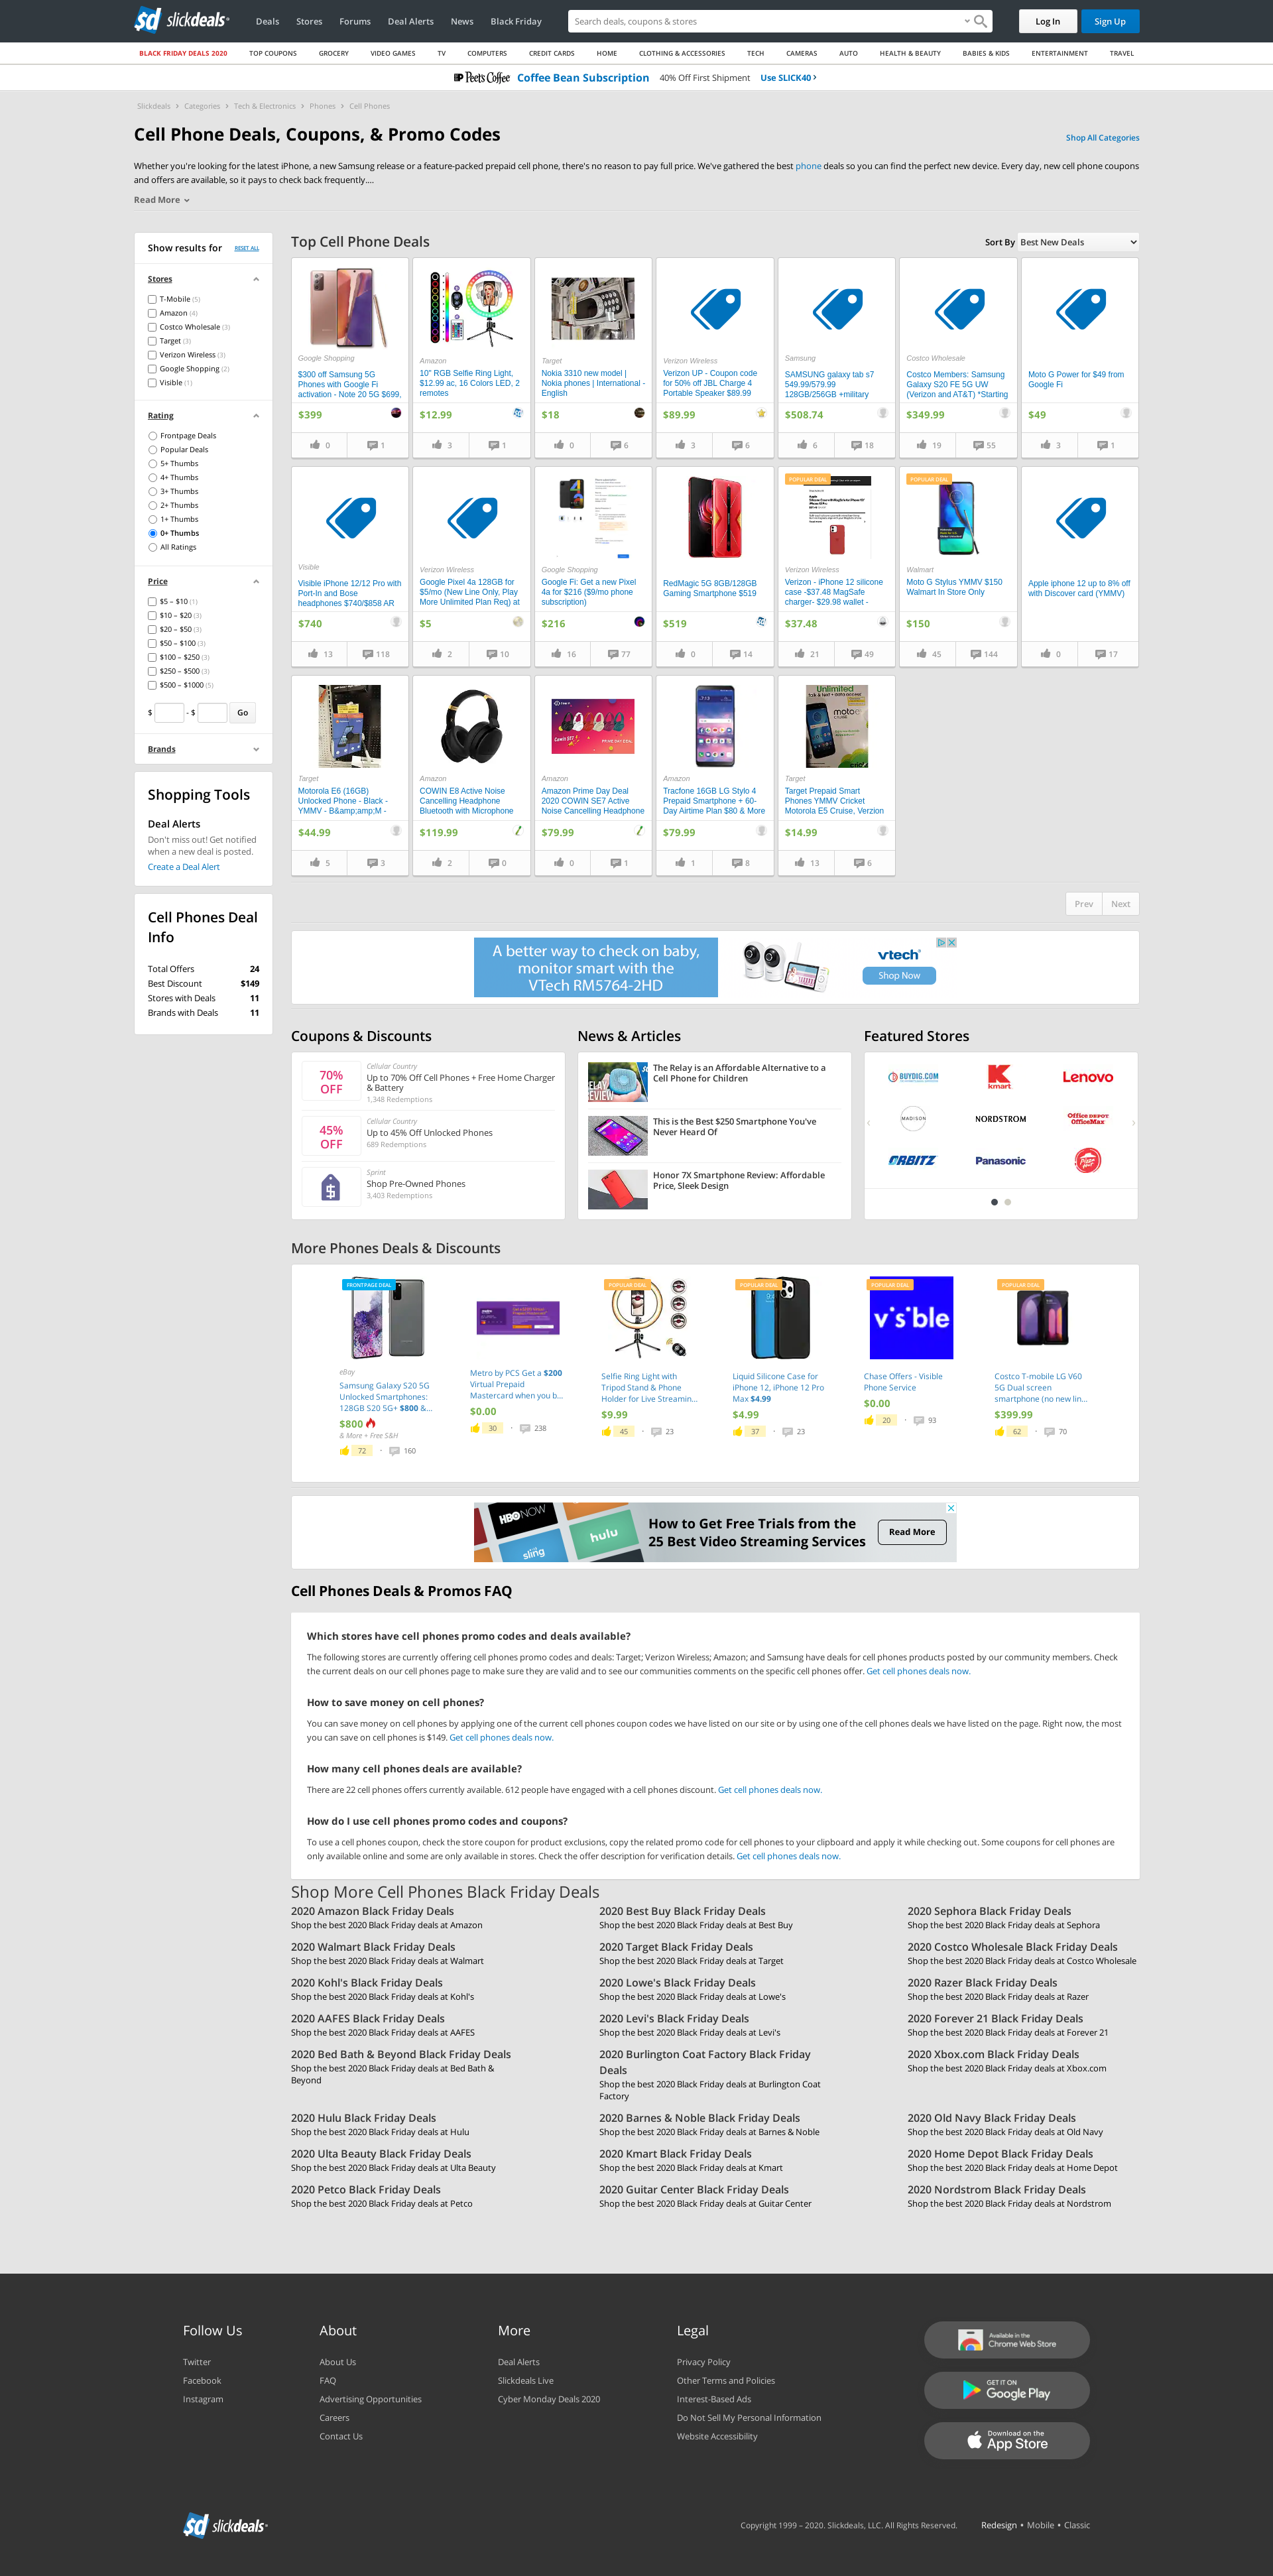 slickdeals
Deals
Stores
Forums
Deal Alerts
News
Black Friday
Search deals, coupons & stores
Log In
Sign Up
BLACK FRIDAY DEALS 2020
TOP COUPONS
GROCERY
VIDEO GAMES
TV
COMPUTERS
CREDIT CARDS
HOME
CLOTHING & ACCESSORIES
TECH
CAMERAS
AUTO
HEALTH & BEAUTY
BABIES & KIDS
ENTERTAINMENT
TRAVEL
Peet's Coffee Coffee Bean Subscription 40% Off First Shipment Use SLICK40
Slickdeals > Categories > Tech & Electronics > Phones > Cell Phones
Cell Phone Deals, Coupons, & Promo Codes
Shop All Categories
Whether you're looking for the latest iPhone, a new Samsung release or a feature-packed prepaid cell phone, there's no reason to pay full price. We've gathered the best phone deals so you can find the perfect new device. Every day, new cell phone coupons
and offers are available, so it pays to check back frequently....
Read More
Show results for
RESET ALL
Stores
T-Mobile (5)
Amazon (4)
Costco Wholesale (3)
Target (3)
Verizon Wireless (3)
Google Shopping (2)
Visible (1)
Rating
Frontpage Deals
Popular Deals
5+ Thumbs
4+ Thumbs
3+ Thumbs
2+ Thumbs
1+ Thumbs
0+ Thumbs
All Ratings
Price
$5 – $10 (1)
$10 – $20 (3)
$20 – $50 (3)
$50 – $100 (3)
$100 – $250 (3)
$250 – $500 (3)
$500 – $1000 (5)
$ - $ Go
Brands
Shopping Tools
Deal Alerts
Don't miss out! Get notified
when a new deal is posted.
Create a Deal Alert
Cell Phones Deal
Info
Total Offers 24
Best Discount $149
Stores with Deals 11
Brands with Deals 11
Top Cell Phone Deals
Sort By Best New Deals
Google Shopping
$300 off Samsung 5G
Phones with Google Fi
activation - Note 20 5G $699,
$399
0
1
Amazon
10" RGB Selfie Ring Light,
$12.99 ac, 16 Colors LED, 2
remotes
$12.99
3
1
Target
Nokia 3310 new model |
Nokia phones | International -
English
$18
0
6
Verizon Wireless
Verizon UP - Coupon code
for 50% off JBL Charge 4
Portable Speaker $89.99
$89.99
3
6
Samsung
SAMSUNG galaxy tab s7
549.99/579.99
128GB/256GB +military
$508.74
6
18
Costco Wholesale
Costco Members: Samsung
Galaxy S20 FE 5G UW
(Verizon and AT&T) *Starting
$349.99
19
55
Moto G Power for $49 from
Google Fi
$49
3
1
Visible
Visible iPhone 12/12 Pro with
Port-In and Bose
headphones $740/$858 AR
$740
13
118
Verizon Wireless
Google Pixel 4a 128GB for
$5/mo (New Line Only, Play
More Unlimited Plan Req) at
$5
2
10
Google Shopping
Google Fi: Get a new Pixel
4a for $216 ($9/mo phone
subscription)
$216
16
77
RedMagic 5G 8GB/128GB
Gaming Smartphone $519
$519
0
14
POPULAR DEAL
Verizon Wireless
Verizon - iPhone 12 silicone
case -$37.48 MagSafe
charger- $29.98 wallet -
$37.48
21
49
POPULAR DEAL
Walmart
Moto G Stylus YMMV $150
Walmart In Store Only
$150
45
144
Apple iphone 12 up to 8% off
with Discover card (YMMV)
0
17
Target
Motorola E6 (16GB)
Unlocked Phone - Black -
YMMV - B&amp;amp;M -
$44.99
5
3
Amazon
COWIN E8 Active Noise
Cancelling Headphone
Bluetooth with Microphone
$119.99
2
0
Amazon
Amazon Prime Day Deal
2020 COWIN SE7 Active
Noise Cancelling Headphone
$79.99
0
1
Amazon
Tracfone 16GB LG Stylo 4
Prepaid Smartphone + 60-
Day Airtime Plan $80 & More
$79.99
1
8
Unlimited
Target
Target Prepaid Smart
Phones YMMV Cricket
Motorola E5 Cruise, Verzion
$14.99
13
6
Prev
Next
A better way to check on baby,
monitor smart with the
VTech RM5764-2HD
vtech
Shop Now
Coupons & Discounts
70%
OFF
Cellular Country
Up to 70% Off Cell Phones + Free Home Charger
& Battery
1,348 Redemptions
45%
OFF
Cellular Country
Up to 45% Off Unlocked Phones
689 Redemptions
Sprint
Shop Pre-Owned Phones
3,403 Redemptions
News & Articles
The Relay is an Affordable Alternative to a
Cell Phone for Children
This is the Best $250 Smartphone You've
Never Heard Of
Honor 7X Smartphone Review: Affordable
Price, Sleek Design
Featured Stores
BUYDIG.COM
kmart
Lenovo
MADISON
NORDSTROM
Office DEPOT
OfficeMax
ORBITZ
Panasonic
Pizza Hut
More Phones Deals & Discounts
FRONTPAGE DEAL
eBay
Samsung Galaxy S20 5G
Unlocked Smartphones:
128GB S20 5G+ $800 &...
$800
& More + Free S&H
72 · 160
Metro by PCS Get a $200
Virtual Prepaid
Mastercard when you b...
$0.00
30 · 238
POPULAR DEAL
Selfie Ring Light with
Tripod Stand & Phone
Holder for Live Streamin...
$9.99
45 · 23
POPULAR DEAL
Liquid Silicone Case for
iPhone 12, iPhone 12 Pro
Max $4.99
$4.99
37 · 23
POPULAR DEAL
visible
Chase Offers - Visible
Phone Service
$0.00
20 · 93
POPULAR DEAL
Costco T-mobile LG V60
5G Dual screen
smartphone (no new lin...
$399.99
62 · 70
HBO NOW
hulu
sling
How to Get Free Trials from the
25 Best Video Streaming Services
Read More
Cell Phones Deals & Promos FAQ
Which stores have cell phones promo codes and deals available?
The following stores are currently offering cell phones promo codes and deals: Target; Verizon Wireless; Amazon; and Samsung have deals for cell phones products posted by our community members. Check
the current deals on our cell phones page to make sure they are valid and to see our communities comments on the specific cell phones offer. Get cell phones deals now.
How to save money on cell phones?
You can save money on cell phones by applying one of the current cell phones coupon codes we have listed on our site or by using one of the cell phones deals we have listed on the page. Right now, the most
you can save on cell phones is $149. Get cell phones deals now.
How many cell phones deals are available?
There are 22 cell phones offers currently available. 612 people have engaged with a cell phones discount. Get cell phones deals now.
How do I use cell phones promo codes and coupons?
To use a cell phones coupon, check the store coupon for product exclusions, copy the related promo code for cell phones to your clipboard and apply it while checking out. Some coupons for cell phones are
only available online and some are only available in stores. Check the offer description for verification details. Get cell phones deals now.
Shop More Cell Phones Black Friday Deals
2020 Amazon Black Friday Deals
Shop the best 2020 Black Friday deals at Amazon
2020 Best Buy Black Friday Deals
Shop the best 2020 Black Friday deals at Best Buy
2020 Sephora Black Friday Deals
Shop the best 2020 Black Friday deals at Sephora
2020 Walmart Black Friday Deals
Shop the best 2020 Black Friday deals at Walmart
2020 Target Black Friday Deals
Shop the best 2020 Black Friday deals at Target
2020 Costco Wholesale Black Friday Deals
Shop the best 2020 Black Friday deals at Costco Wholesale
2020 Kohl's Black Friday Deals
Shop the best 2020 Black Friday deals at Kohl's
2020 Lowe's Black Friday Deals
Shop the best 2020 Black Friday deals at Lowe's
2020 Razer Black Friday Deals
Shop the best 2020 Black Friday deals at Razer
2020 AAFES Black Friday Deals
Shop the best 2020 Black Friday deals at AAFES
2020 Levi's Black Friday Deals
Shop the best 2020 Black Friday deals at Levi's
2020 Forever 21 Black Friday Deals
Shop the best 2020 Black Friday deals at Forever 21
2020 Bed Bath & Beyond Black Friday Deals
Shop the best 2020 Black Friday deals at Bed Bath &
Beyond
2020 Burlington Coat Factory Black Friday
Deals
Shop the best 2020 Black Friday deals at Burlington Coat
Factory
2020 Xbox.com Black Friday Deals
Shop the best 2020 Black Friday deals at Xbox.com
2020 Hulu Black Friday Deals
Shop the best 2020 Black Friday deals at Hulu
2020 Barnes & Noble Black Friday Deals
Shop the best 2020 Black Friday deals at Barnes & Noble
2020 Old Navy Black Friday Deals
Shop the best 2020 Black Friday deals at Old Navy
2020 Ulta Beauty Black Friday Deals
Shop the best 2020 Black Friday deals at Ulta Beauty
2020 Kmart Black Friday Deals
Shop the best 2020 Black Friday deals at Kmart
2020 Home Depot Black Friday Deals
Shop the best 2020 Black Friday deals at Home Depot
2020 Petco Black Friday Deals
Shop the best 2020 Black Friday deals at Petco
2020 Guitar Center Black Friday Deals
Shop the best 2020 Black Friday deals at Guitar Center
2020 Nordstrom Black Friday Deals
Shop the best 2020 Black Friday deals at Nordstrom
Follow Us
Twitter
Facebook
Instagram
About
About Us
FAQ
Advertising Opportunities
Careers
Contact Us
More
Deal Alerts
Slickdeals Live
Cyber Monday Deals 2020
Legal
Privacy Policy
Other Terms and Policies
Interest-Based Ads
Do Not Sell My Personal Information
Website Accessibility
Available in the
Chrome Web Store
GET IT ON
Google Play
Download on the
App Store
slickdeals
Copyright 1999 – 2020. Slickdeals, LLC. All Rights Reserved.
Redesign • Mobile • Classic